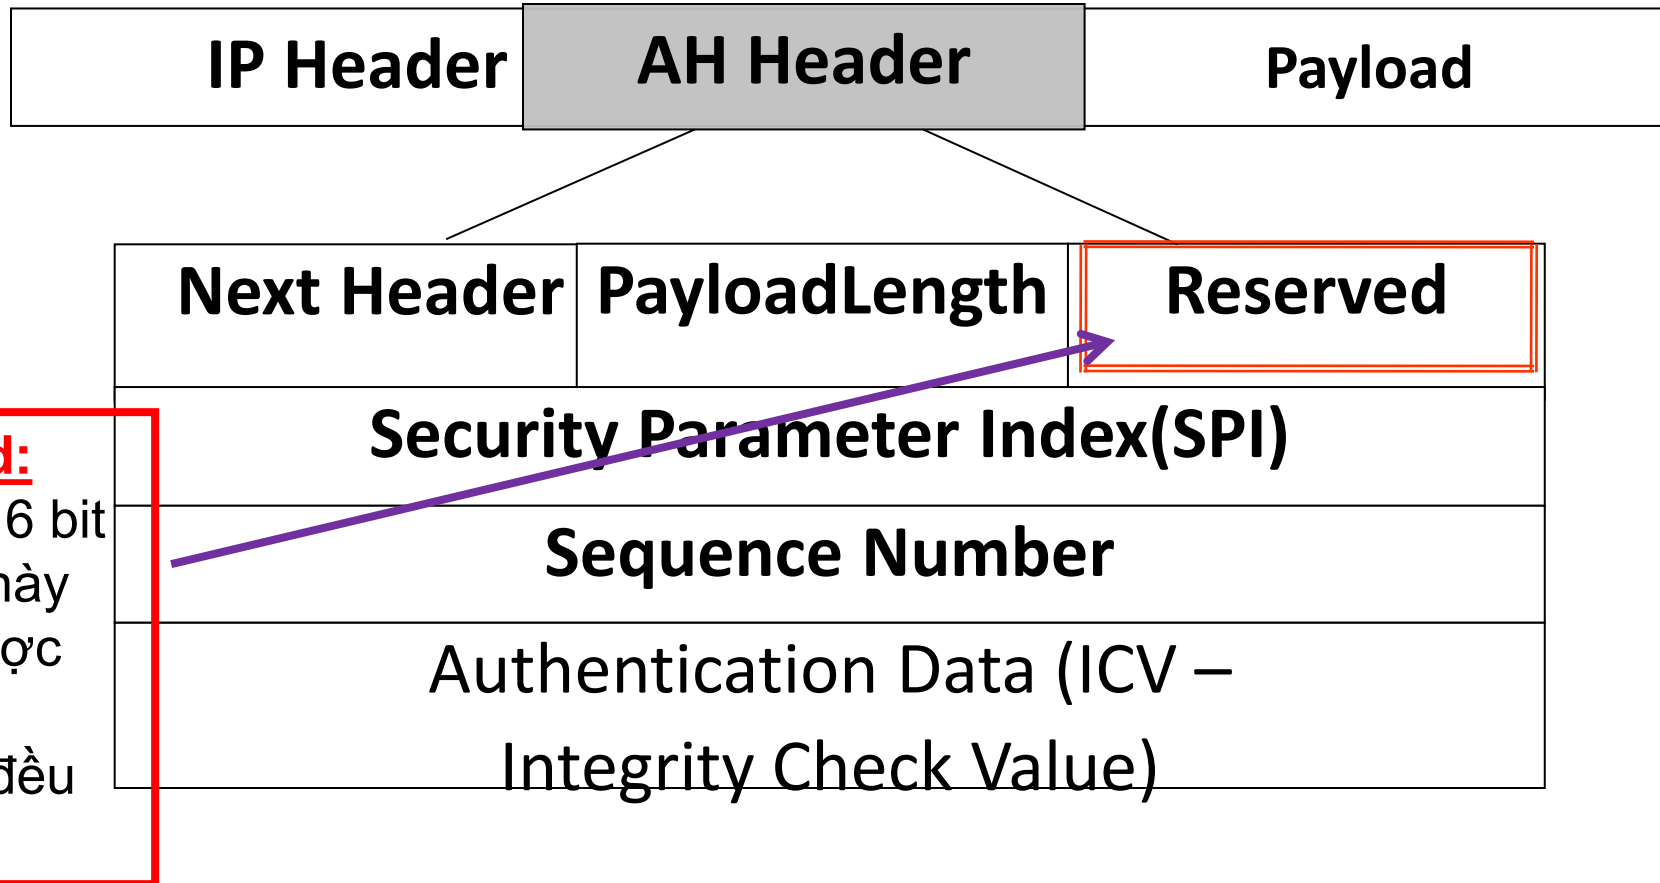 IP Header AH Header Payload
Next Header PayloadLength Reserved
Security Parameter Index(SPI)
Sequence Number
Authentication Data (ICV –
Integrity Check Value)
d:
6 bit
này
ợc
đều